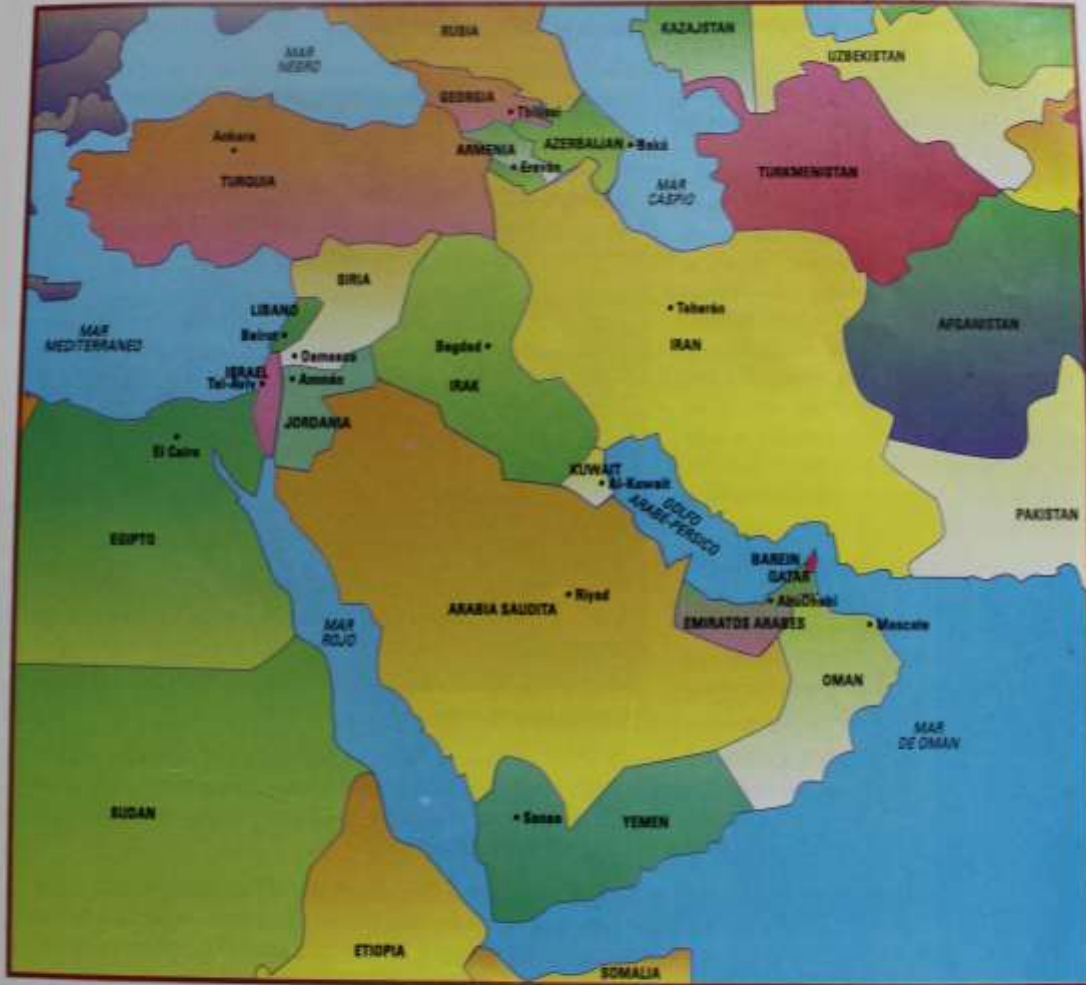 RUSIA
KAZAJSTAN
MAR
NEGRO
UZBEKISTAN
GEORGIA
Tbilisi
Ankara
ARMENIA
AZERBAIJAN
Bakú
Ereván
TURQUIA
TURKMENISTAN
MAR
CASPIO
SIRIA
LIBANO
Teherán
AFGANISTAN
MAR
MEDITERRANEO
Beirut
Bagdad
IRAN
Damasco
ISRAEL
Tel-Aviv
Ammán
IRAK
JORDANIA
El Cairo
KUWAIT
Al-Kuwait
GOLFO
ARABE-PERSICO
PAKISTAN
EGIPTO
BAREIN
QATAR
Riyad
AbuDhabi
ARABIA SAUDITA
EMIRATOS ARABES
Mascate
MAR
ROJO
OMAN
MAR
DE OMAN
SUDAN
Sanaa
YEMEN
ETIOPIA
SOMALIA